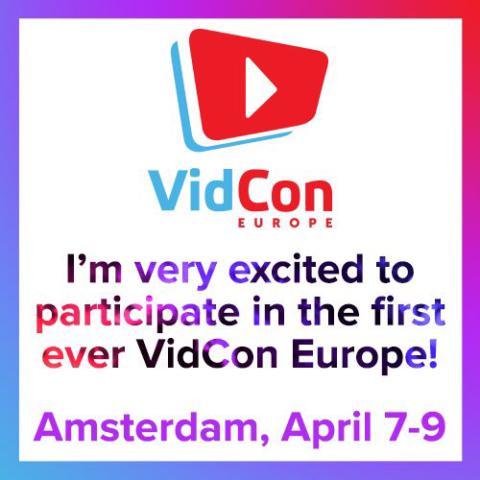 VidCon
EUROPE
I'm very excited to
participate in the first
ever VidCon Europe!
Amsterdam, April 7-9